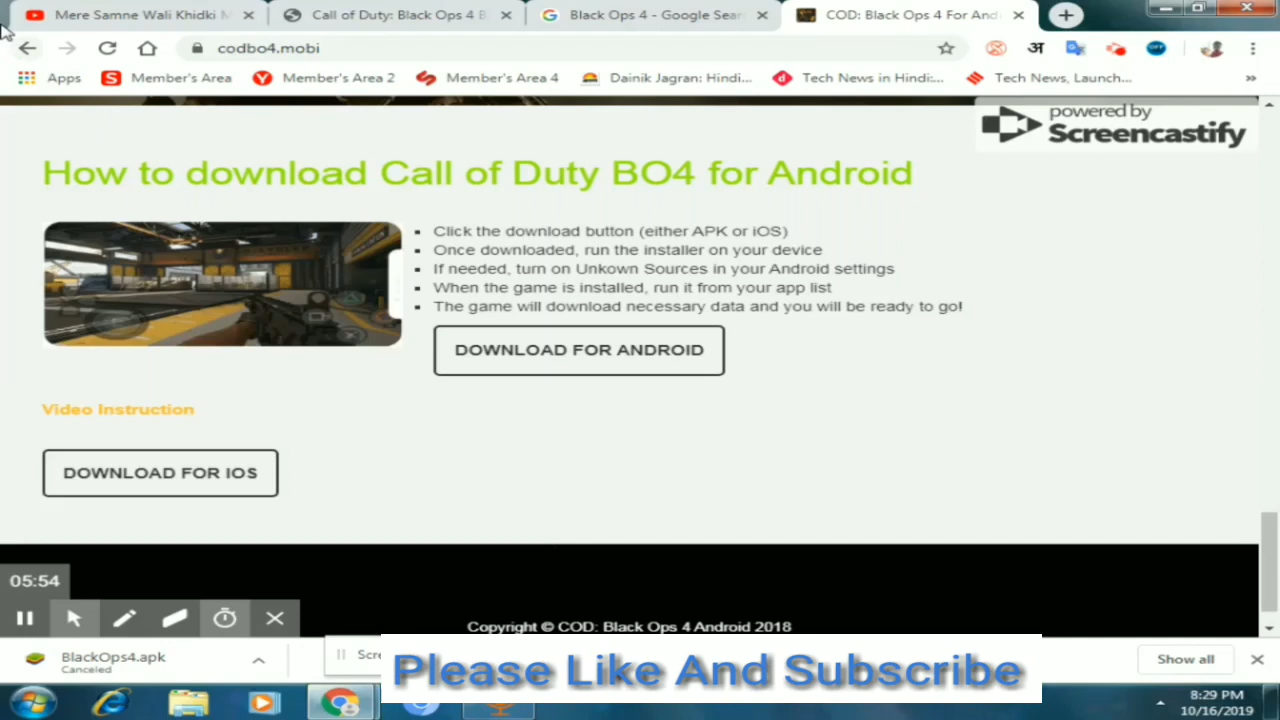 Mere Samne Wali Khidki M
Call of Duty: Black Ops 4 B
Black Ops 4 - Google Sear
COD: Black Ops 4 For And
codbo4.mobi
अ
OFF
Apps
Member's Area
Member's Area 2
Member's Area 4
Dainik Jagran: Hindi...
Tech News in Hindi:...
Tech News, Launch...
powered by
Screencastify
How to download Call of Duty BO4 for Android
Click the download button (either APK or iOS)
Once downloaded, run the installer on your device
If needed, turn on Unkown Sources in your Android settings
When the game is installed, run it from your app list
The game will download necessary data and you will be ready to go!
DOWNLOAD FOR ANDROID
Video Instruction
DOWNLOAD FOR IOS
05:54
Copyright © COD: Black Ops 4 Android 2018
BlackOps4.apk
Canceled
Scre
Please Like And Subscribe
Show all
8:29 PM
10/16/2019